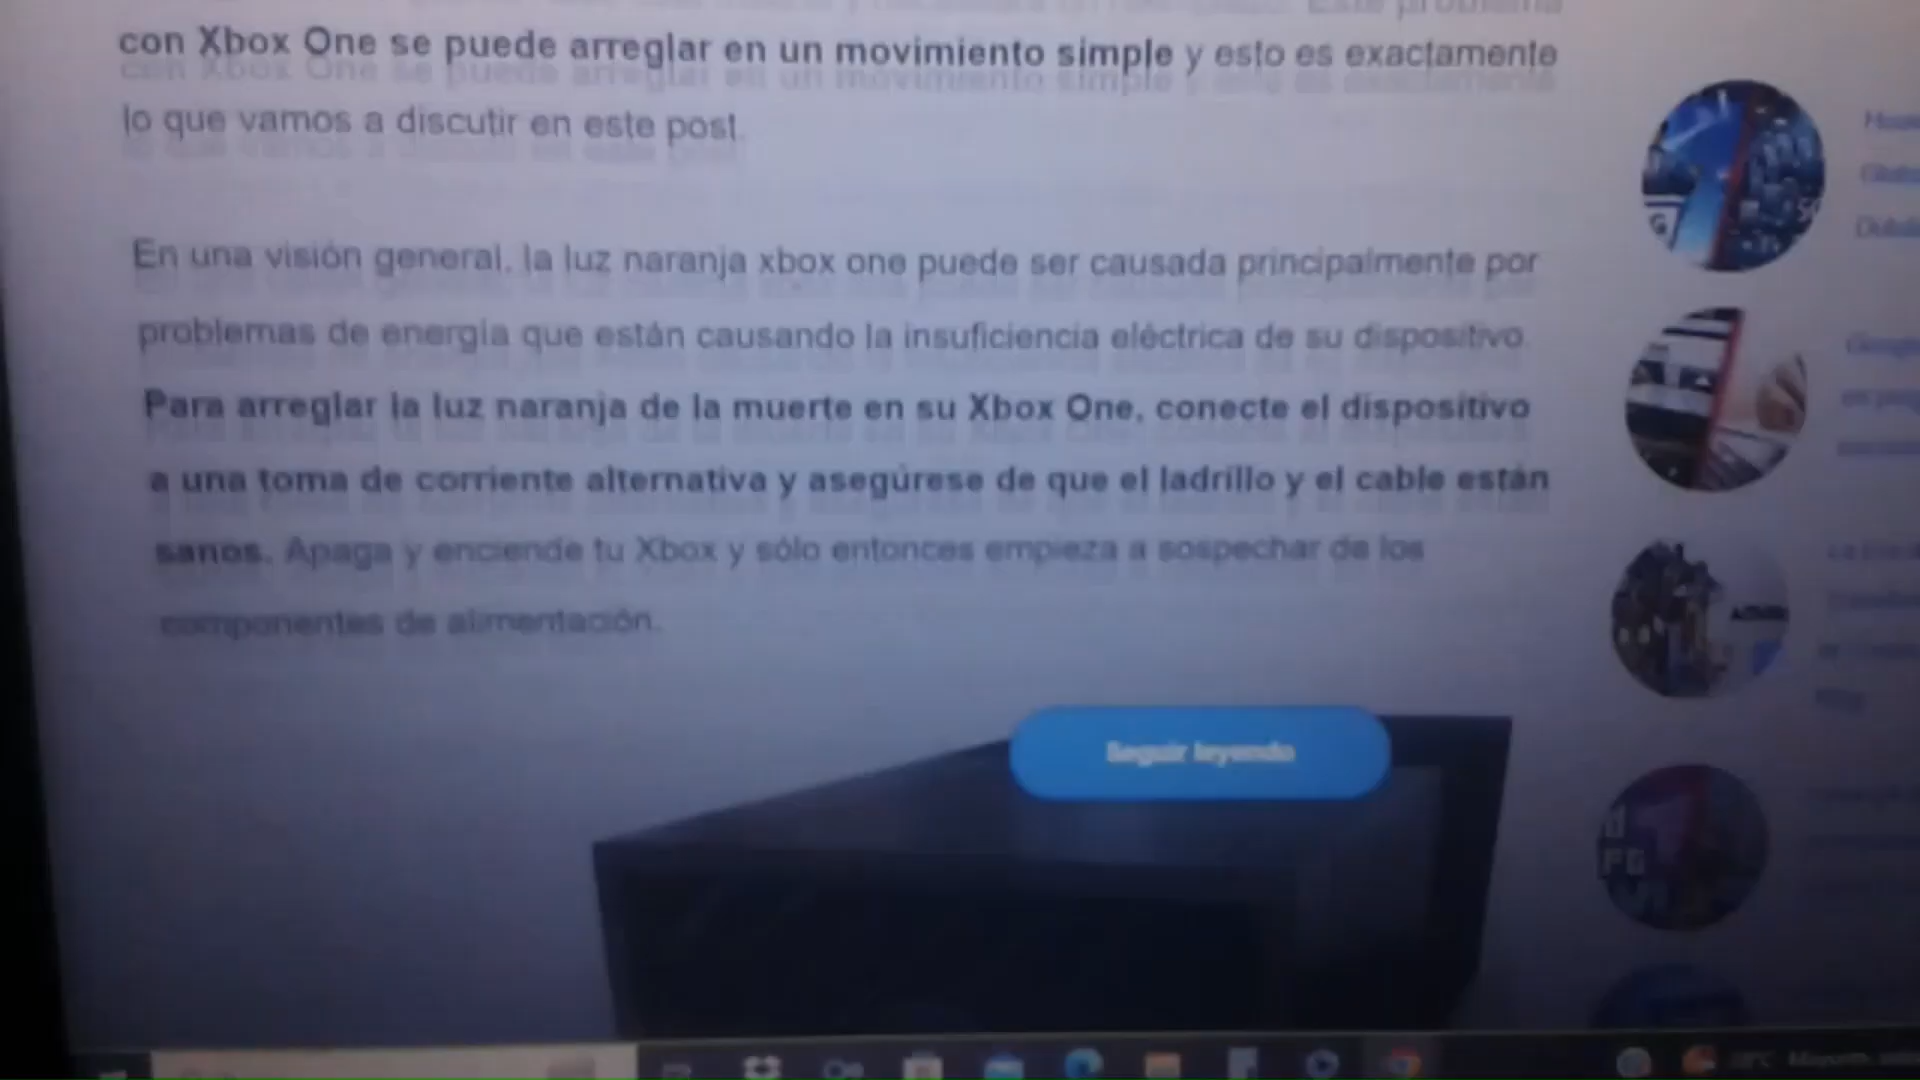 con Xbox One se puede arreglar en un movimiento simple y esto es exactamente
lo que vamos a discutir en este post.
En una visión general, la luz naranja xbox one puede ser causada principalmente por
problemas de energía que están causando la insuficiencia eléctrica de su dispositivo.
Para arreglar la luz naranja de la muerte en su Xbox One, conecte el dispositivo
a una toma de corriente alternativa y asegúrese de que el ladrillo y el cable están
sanos. Apaga y enciende tu Xbox y sólo entonces empieza a sospechar de los
componentes de alimentación.
Seguir leyendo